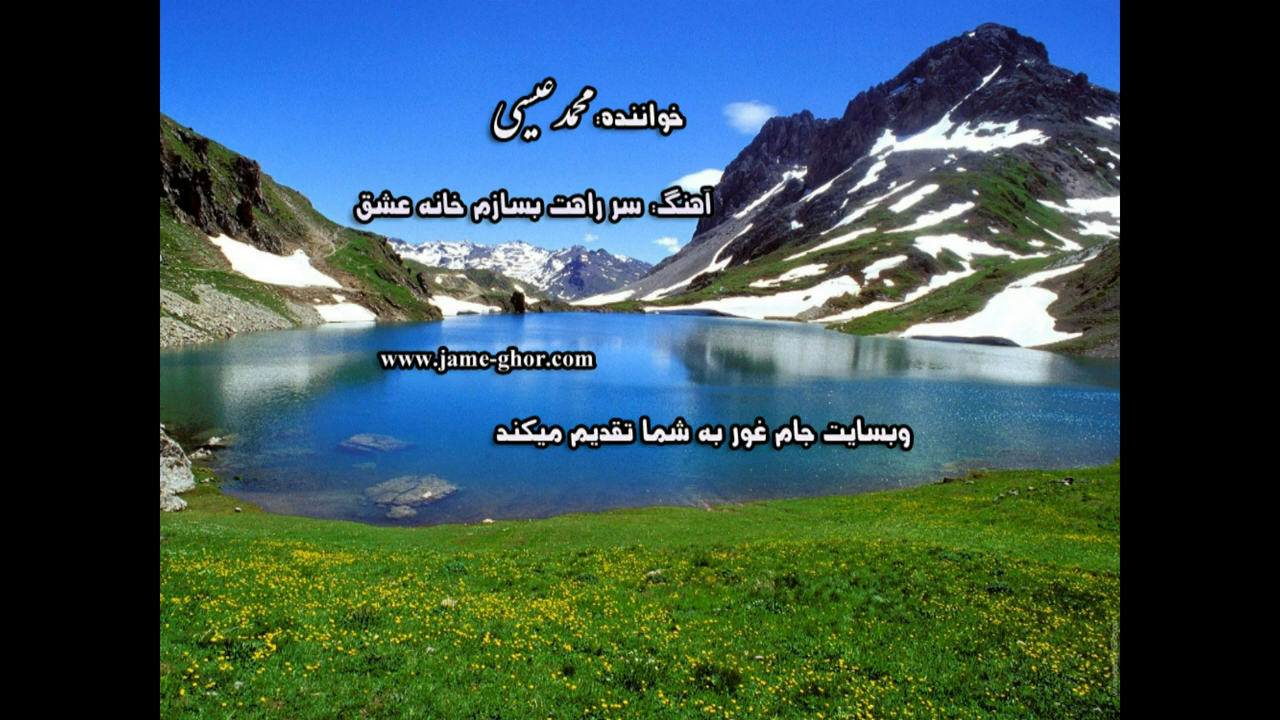 خواننده: محمد عیسی
آهنگ: سر راهت بسازم خانه عشق
www.jame-ghor.com
وبسایت جام غور به شما تقدیم میکند